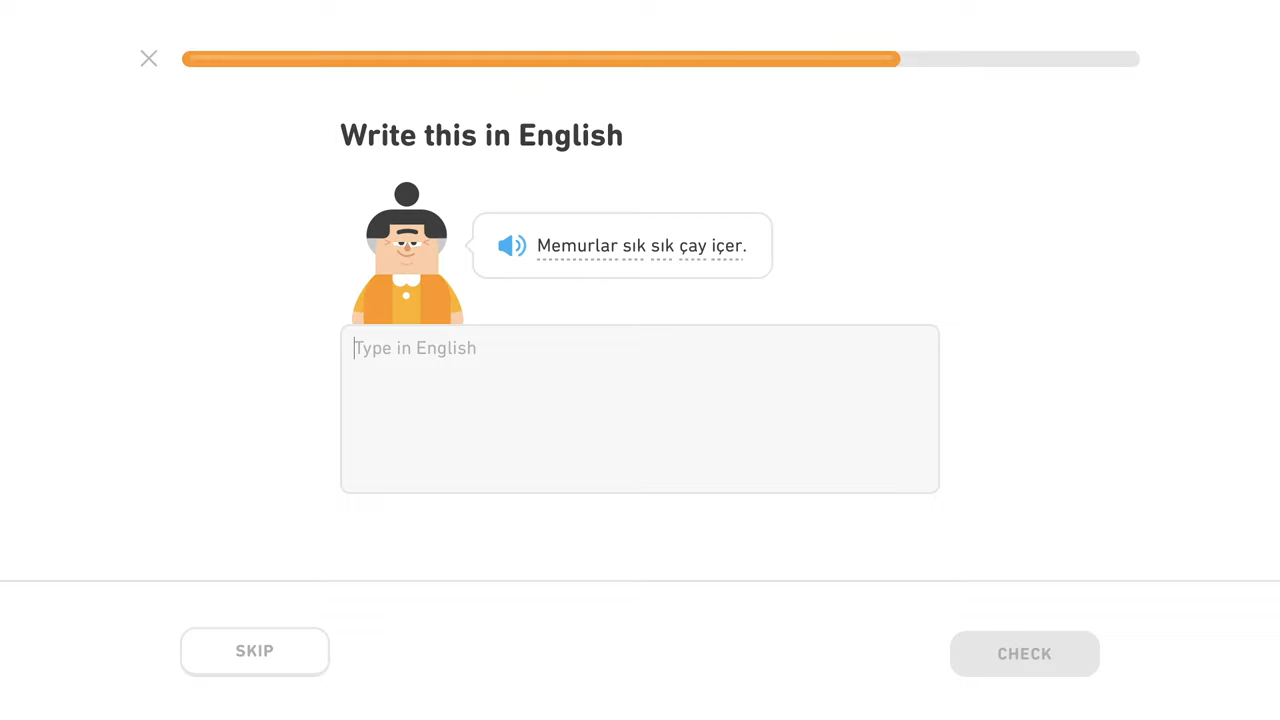 Write this in English
Memurlar sık sık çay içer.
Type in English
SKIP
CHECK